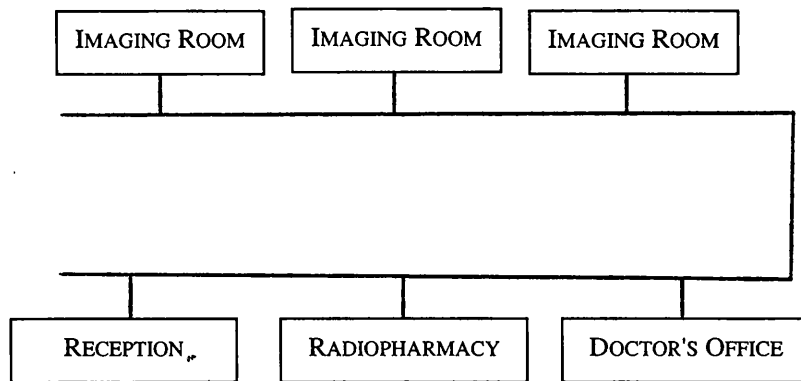 IMAGING ROOM
IMAGING ROOM
IMAGING ROOM
RECEPTION
RADIOPHARMACY
DOCTOR'S OFFICE